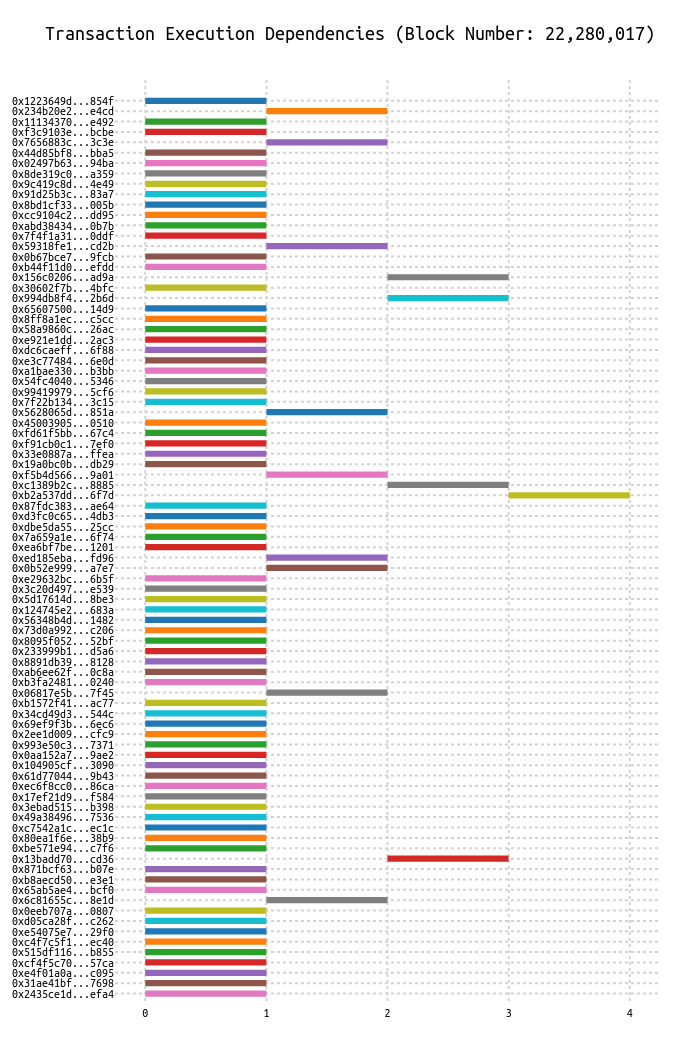 Transaction Execution Dependencies (Block Number: 22,280,017)
0x1223649d...854f
0x234b20e2...e4cd
0x11134370...e492
0xf3c9103e...bcbe
0x7656883c...3c3e
0x44d85bf8...bba5
0x02497b63...94ba
0x8de319c0...a359
0x9c419c8d...4e49
0x91d25b3c...83a7
0x8bd1cf33...005b
0xcc9104c2...dd95
0xabd38434...0b7b
0x7f4f1a31...0ddf
0x59318fe1...cd2b
0x0b67bce7...9fcb
0xb44f11d0...efdd
0x156c0206...ad9a
0x30602f7b...4bfc
0x994db8f4...2b6d
0x65607500...14d9
0x8ff8a1ec...c5cc
0x58a9860c...26ac
0xe921e1dd...2ac3
0xdc6caeff...6f88
0xe3c77484...6e0d
0xa1bae330...b3bb
0x54fc4040...5346
0x99419979...5cf6
0x7f22b134...3c15
0x5628065d...851a
0x45003905...0510
0xfd61f5bb...67c4
0xf91cb0c1...7ef0
0x33e0887a...ffea
0x19a0bc0b...db29
0xf5b4d566...9a01
0xc1389b2c...8885
0xb2a537dd...6f7d
0x87fdc383...ae64
0xd3fc0c65...4db3
0xdbe5da55...25cc
0x7a659a1e...6f74
0xea6bf7be...1201
0xed185eba...fd96
0x0b52e999...a7e7
0xe29632bc...6b5f
0x3c20d497...e539
0x5d17614d...8be3
0x124745e2...683a
0x56348b4d...1482
0x73d0a992...c206
0x8095f052...52bf
0x233999b1...d5a6
0x8891db39...8128
0xab6ee62f...0c8a
0xb3fa2481...0240
0x06817e5b...7f45
0xb1572f41...ac77
0x34cd49d3...544c
0x69ef9f3b...6ec6
0x2ee1d009...cfc9
0x993e50c3...7371
0x0aa152a7...9ae2
0x104905cf...3090
0x61d77044...9b43
0xec6f8cc0...86ca
0x17ef21d9...f584
0x3ebad515...b398
0x49a38496...7536
0xc7542a1c...ec1c
0x80ea1f6e...38b9
0xbe571e94...c7f6
0x13badd70...cd36
0x871bcf63...b07e
0xb8aecd50...e3e1
0x65ab5ae4...bcf0
0x6c81655c...8e1d
0x0eeb707a...0807
0xd05ca28f...c262
0xe54075e7...29f0
0xc4f7c5f1...ec40
0x515df116...b855
0xcf4f5c70...57ca
0xe4f01a0a...c095
0x31ae41bf...7698
0x2435ce1d...efa4
0 1 2 3 4